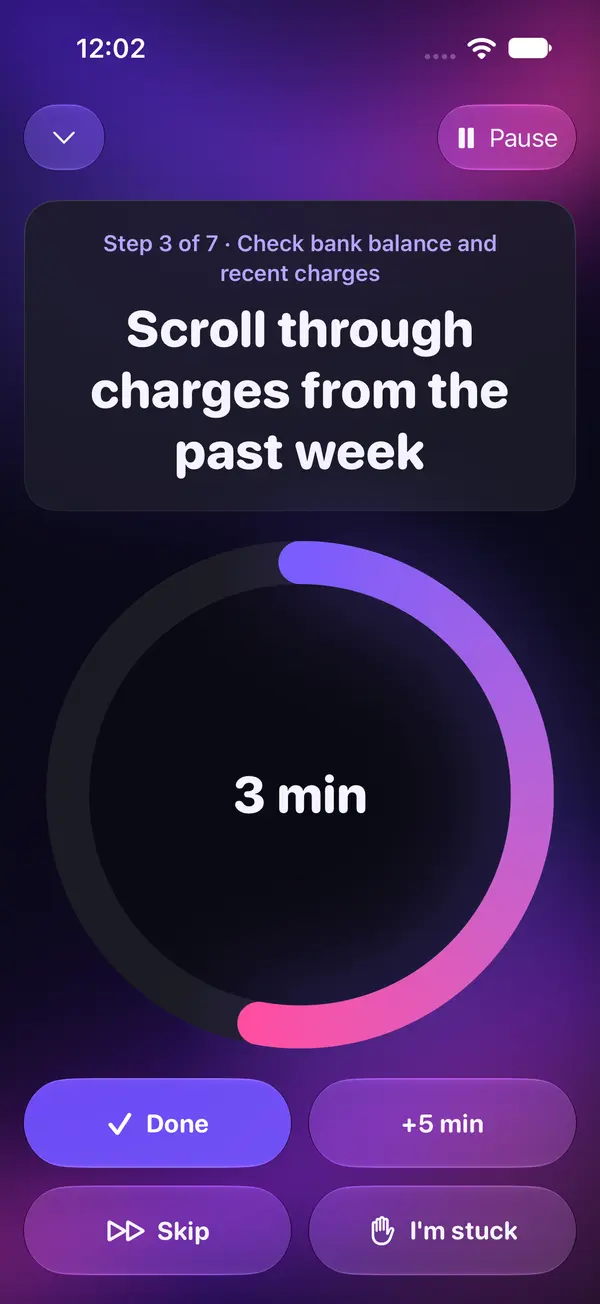 12:02
Pause
Step 3 of 7 · Check bank balance and
recent charges
Scroll through
charges from the
past week
3 min
Done
+5 min
Skip
I'm stuck